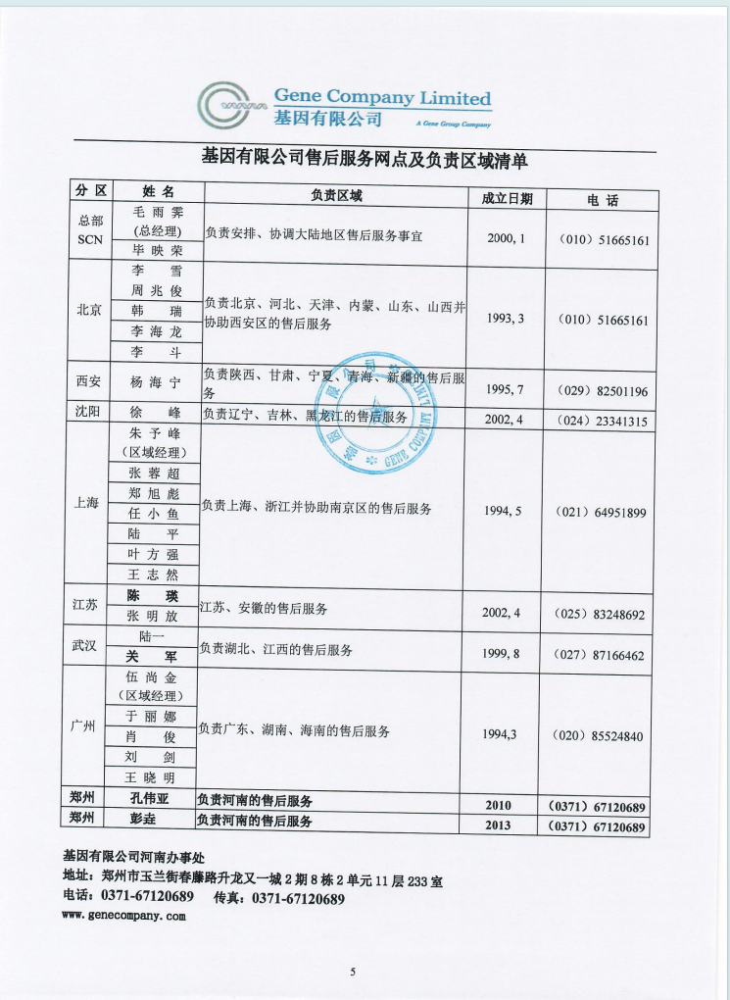 Gene Company Limited
基因有限公司
A Gene Group Company
基因有限公司售后服务网点及负责区域清单
分 区 姓 名 负责区域 成立日期 电 话
总部
SCN
毛 雨 霁
(总经理)
毕 映 荣
负责安排、协调大陆地区售后服务事宜
2000, 1
(010) 51665161
北京
李 雪
周 兆 俊
韩 瑞
李 海 龙
李 斗
负责北京、河北、天津、内蒙、山东、山西并
协助西安区的售后服务
1993, 3
(010) 51665161
西安
杨 海 宁
负责陕西、甘肃、宁夏、青海、新疆的售后服
务
1995, 7
(029) 82501196
沈阳 徐 峰 负责辽宁、吉林、黑龙江的售后服务 2002, 4 (024) 23341315
上海
朱 予 峰
(区域经理)
张 蓉 超
郑 旭 彪
任 小 鱼
陆 平
叶 方 强
王 志 然
负责上海、浙江并协助南京区的售后服务
1994, 5
(021) 64951899
江苏
陈 瑛
张 明 放
江苏、安徽的售后服务
2002, 4
(025) 83248692
武汉
陆一
关 军
负责湖北、江西的售后服务
1999, 8
(027) 87166462
广州
伍 尚 金
(区域经理)
于 丽 娜
肖 俊
刘 剑
王 晓 明
负责广东、湖南、海南的售后服务
1994,3
(020) 85524840
郑州 孔伟亚 负责河南的售后服务 2010 (0371) 67120689
郑州 彭垚 负责河南的售后服务 2013 (0371) 67120689
基因有限公司
GENE COMPANY
基因有限公司河南办事处
地址：郑州市玉兰街春藤路升龙又一城 2 期 8 栋 2 单元 11 层 233 室
电话：0371-67120689 传真：0371-67120689
www.genecompany.com
5